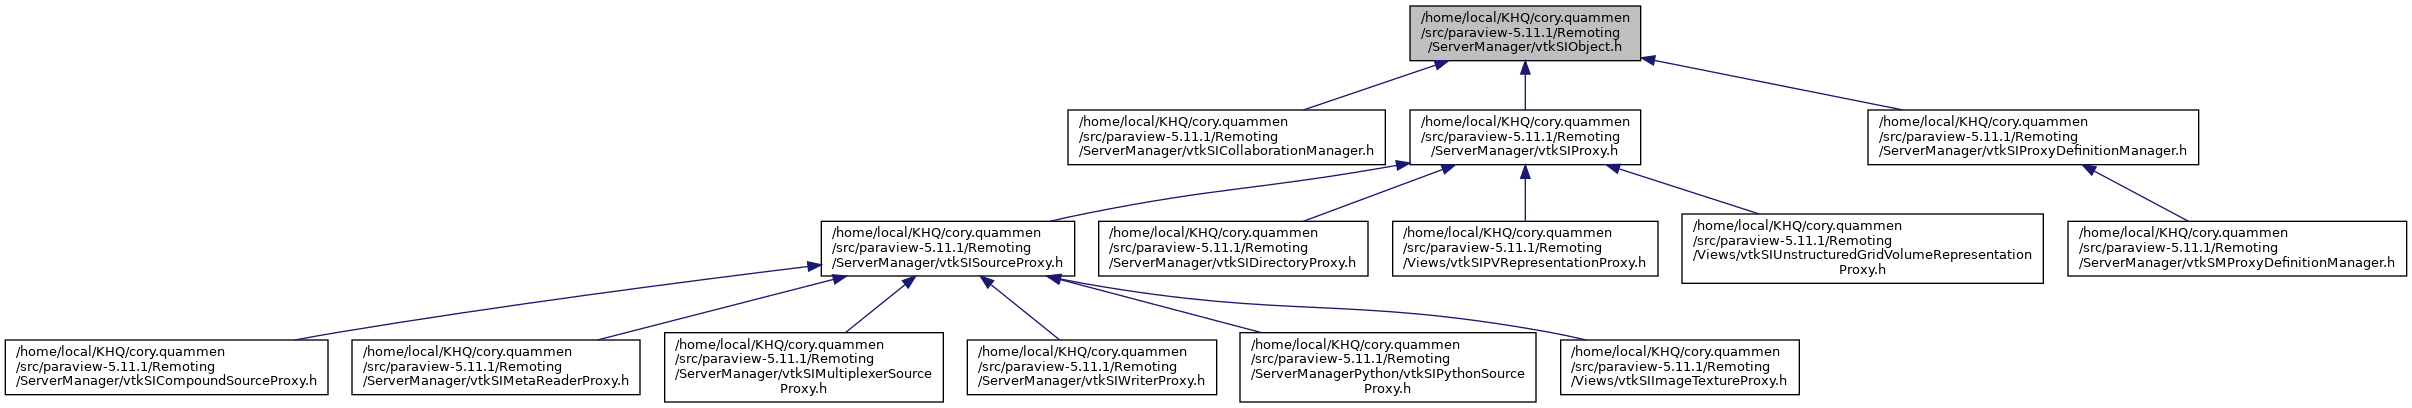 /home/local/KHQ/cory.quammen
/src/paraview-5.11.1/Remoting
/ServerManager/vtkSIObject.h
/home/local/KHQ/cory.quammen
/src/paraview-5.11.1/Remoting
/ServerManager/vtkSICollaborationManager.h
/home/local/KHQ/cory.quammen
/src/paraview-5.11.1/Remoting
/ServerManager/vtkSIProxy.h
/home/local/KHQ/cory.quammen
/src/paraview-5.11.1/Remoting
/ServerManager/vtkSIProxyDefinitionManager.h
/home/local/KHQ/cory.quammen
/src/paraview-5.11.1/Remoting
/ServerManager/vtkSISourceProxy.h
/home/local/KHQ/cory.quammen
/src/paraview-5.11.1/Remoting
/ServerManager/vtkSIDirectoryProxy.h
/home/local/KHQ/cory.quammen
/src/paraview-5.11.1/Remoting
/Views/vtkSIPVRepresentationProxy.h
/home/local/KHQ/cory.quammen
/src/paraview-5.11.1/Remoting
/Views/vtkSIUnstructuredGridVolumeRepresentation
Proxy.h
/home/local/KHQ/cory.quammen
/src/paraview-5.11.1/Remoting
/ServerManager/vtkSMProxyDefinitionManager.h
/home/local/KHQ/cory.quammen
/src/paraview-5.11.1/Remoting
/ServerManager/vtkSICompoundSourceProxy.h
/home/local/KHQ/cory.quammen
/src/paraview-5.11.1/Remoting
/ServerManager/vtkSIMetaReaderProxy.h
/home/local/KHQ/cory.quammen
/src/paraview-5.11.1/Remoting
/ServerManager/vtkSIMultiplexerSource
Proxy.h
/home/local/KHQ/cory.quammen
/src/paraview-5.11.1/Remoting
/ServerManager/vtkSIWriterProxy.h
/home/local/KHQ/cory.quammen
/src/paraview-5.11.1/Remoting
/ServerManagerPython/vtkSIPythonSource
Proxy.h
/home/local/KHQ/cory.quammen
/src/paraview-5.11.1/Remoting
/Views/vtkSIImageTextureProxy.h